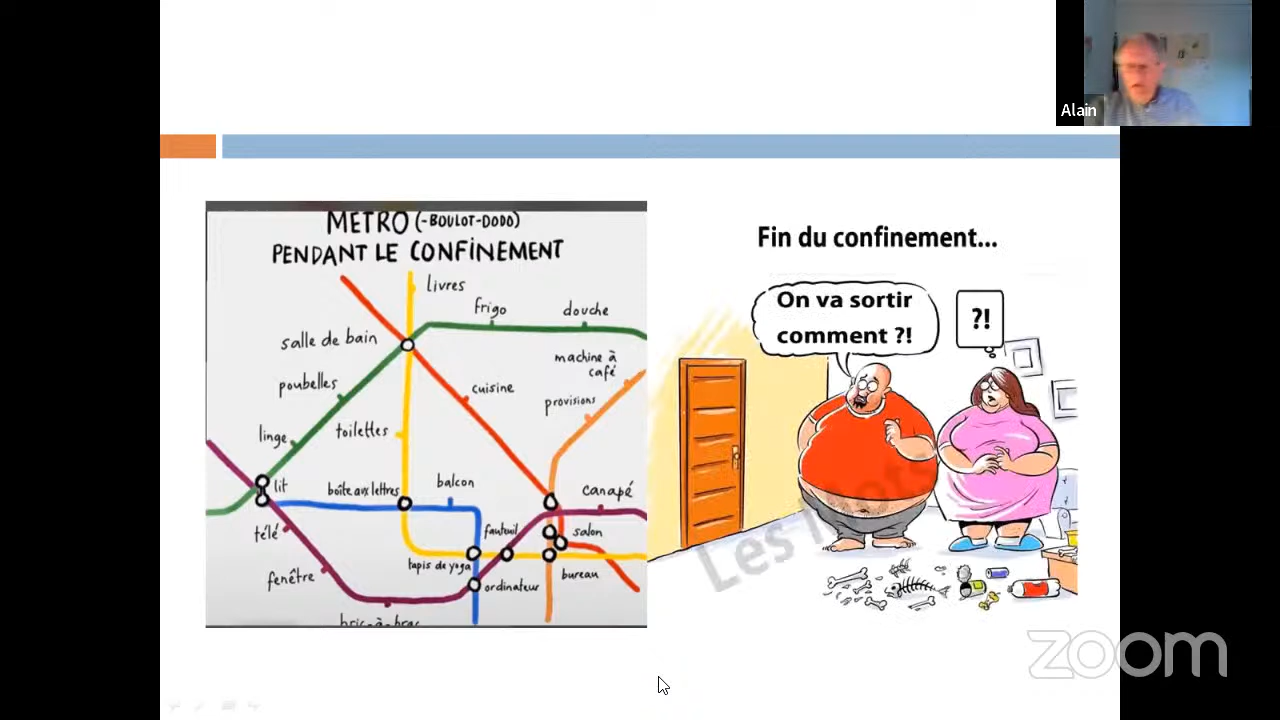 Alain
METRO (-BOULOT-DODO)
PENDANT LE CONFINEMENT
livres
frigo
douche
salle de bain
machine à
café
poubelles
cuisine
provisions
linge
toilettes
lit
boîte aux lettres
balcon
canapé
télé
fauteuil
salon
fenêtre
tapis de yoga
ordinateur
bureau
bric-à-brac
Fin du confinement...
On va sortir
comment ?!
?!
zoom